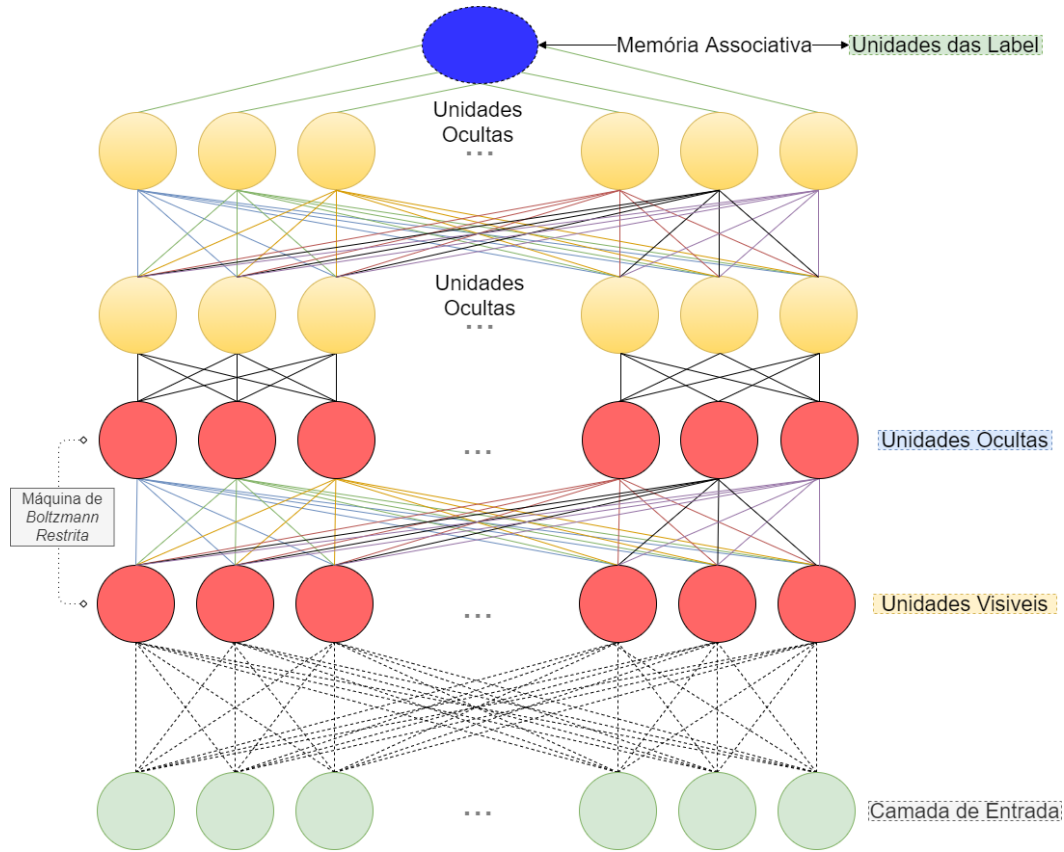 Memória Associativa
Unidades das Label
Unidades
Ocultas
...
Unidades
Ocultas
...
...
Unidades Ocultas
Máquina de
Boltzmann
Restrita
...
Unidades Visiveis
...
Camada de Entrada